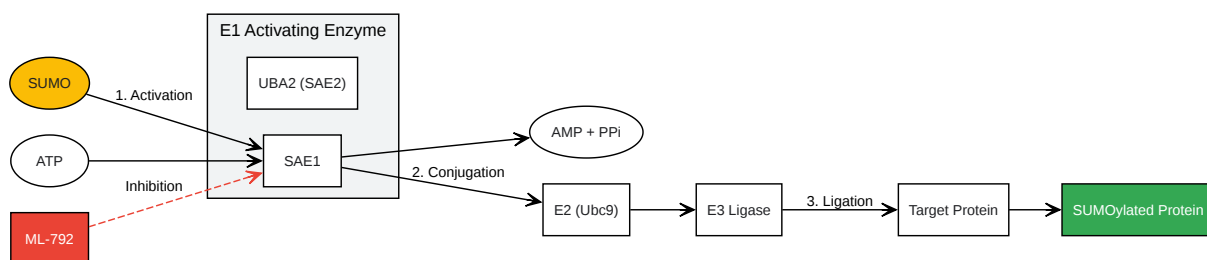 E1 Activating Enzyme
UBA2 (SAE2)
SUMO
1. Activation
ATP
SAE1
AMP + PPi
Inhibition
2. Conjugation
ML-792
E2 (Ubc9)
E3 Ligase
3. Ligation
Target Protein
SUMOylated Protein